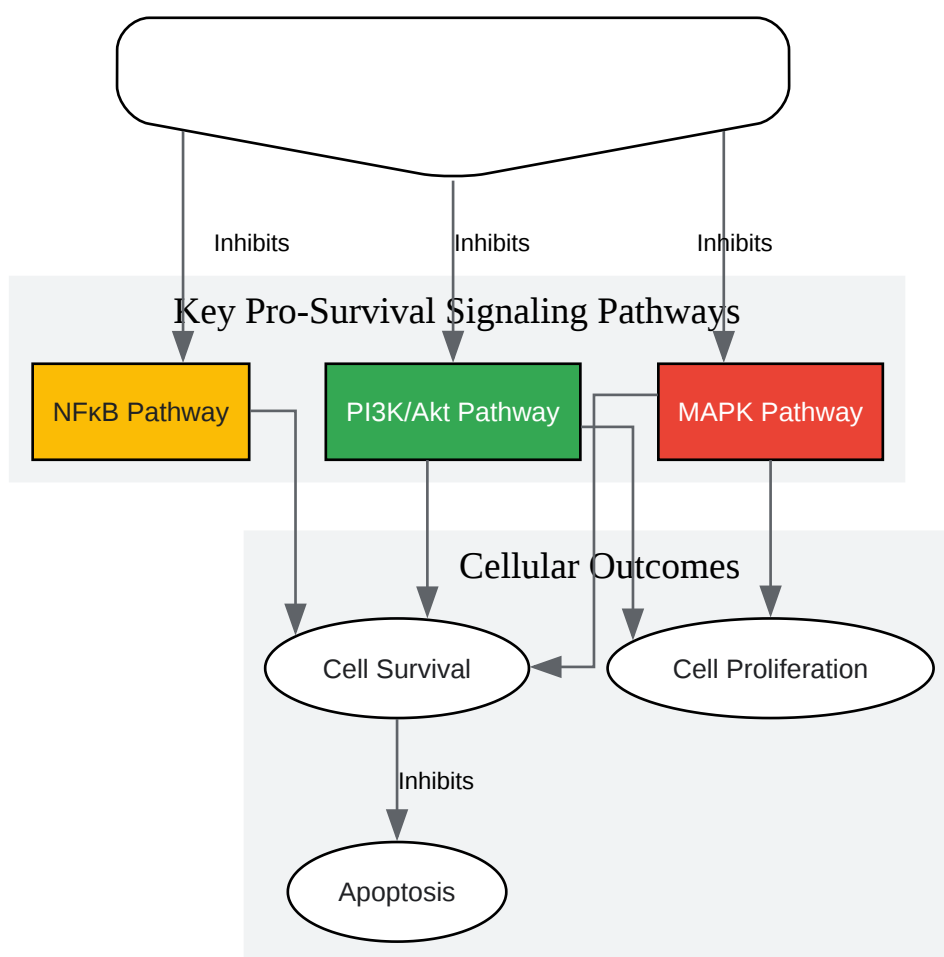 Inhibits
Inhibits
Inhibits
Key Pro-Survival Signaling Pathways
NFκB Pathway
PI3K/Akt Pathway
MAPK Pathway
Cellular Outcomes
Cell Survival
Cell Proliferation
Inhibits
Apoptosis